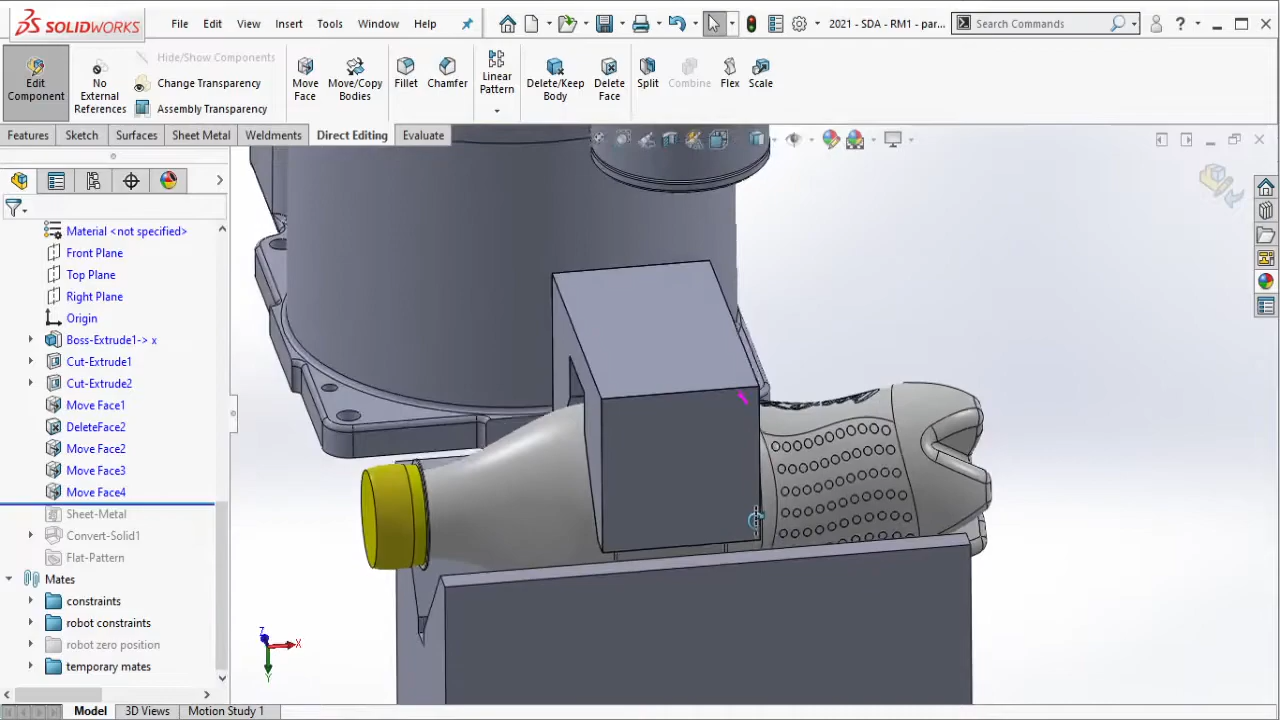 SOLIDWORKS File Edit View Insert Tools Window Help 2021 - SDA - RM1 - par... Search Commands ?
Edit Component
No External References
Hide/Show Components
Change Transparency
Assembly Transparency
Move Face
Move/Copy Bodies
Fillet
Chamfer
Linear Pattern
Delete/Keep Body
Delete Face
Split
Combine
Flex
Scale
Features Sketch Surfaces Sheet Metal Weldments Direct Editing Evaluate
Material <not specified>
Front Plane
Top Plane
Right Plane
Origin
Boss-Extrude1-> x
Cut-Extrude1
Cut-Extrude2
Move Face1
DeleteFace2
Move Face2
Move Face3
Move Face4
Sheet-Metal
Convert-Solid1
Flat-Pattern
Mates
constraints
robot constraints
robot zero position
temporary mates
Z X Y
Model 3D Views Motion Study 1